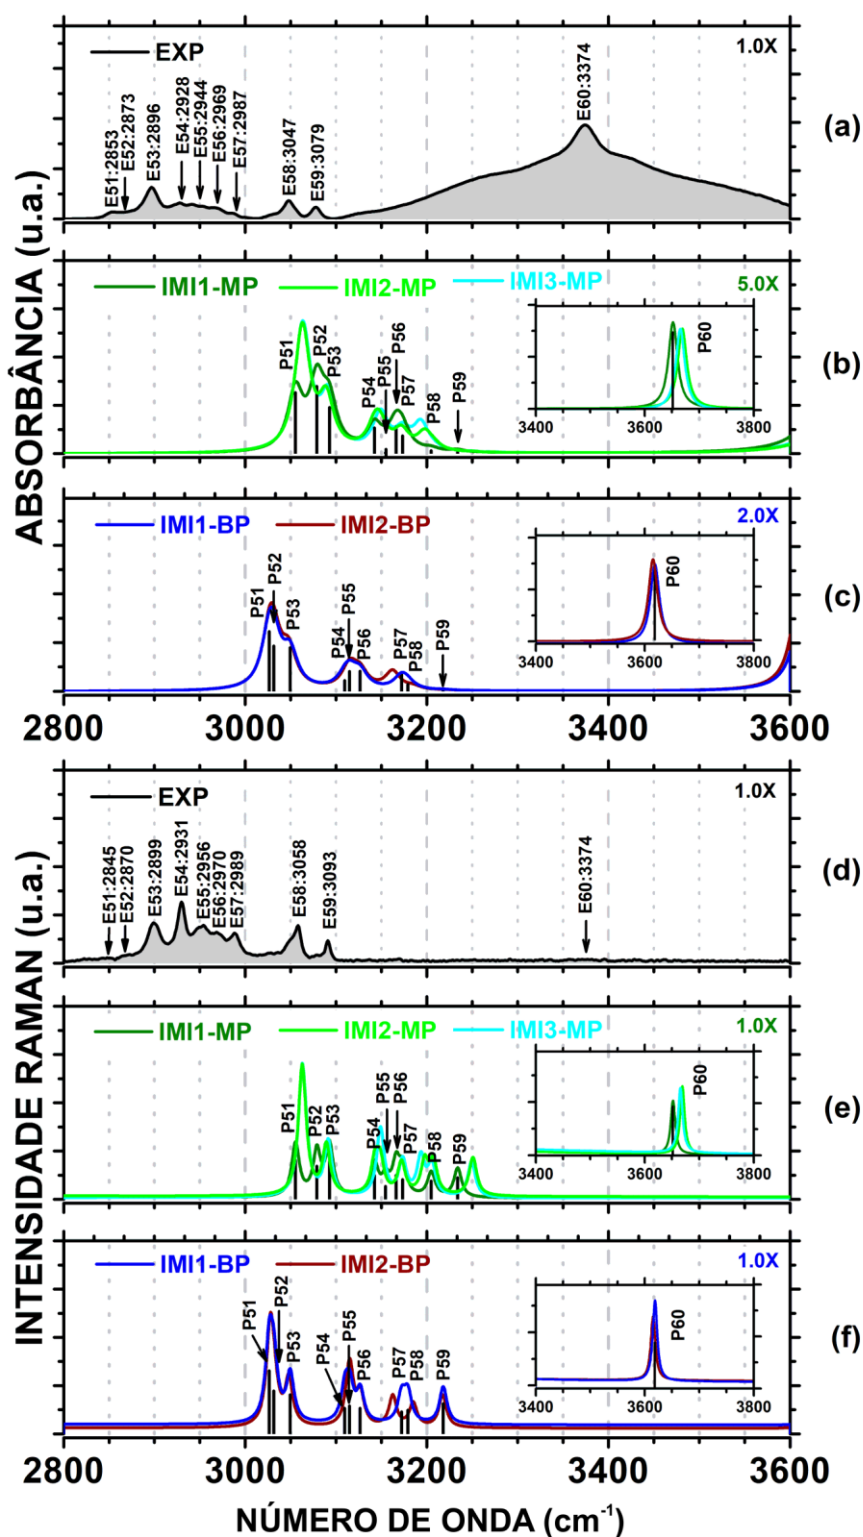 ABSORBÂNCIA (u.a.)
EXP
1.0X
E51:2853
E52:2873
E53:2896
E54:2928
E55:2944
E56:2969
E57:2987
E58:3047
E59:3079
E60:3374
(a)
IMI1-MP
IMI2-MP
IMI3-MP
5.0X
P51
P52
P53
P54
P55
P56
P57
P58
P59
P60
3400
3600
3800
(b)
IMI1-BP
IMI2-BP
2.0X
P51
P52
P53
P54
P55
P56
P57
P58
P59
P60
3400
3600
3800
(c)
2800 3000 3200 3400 3600
INTENSIDADE RAMAN (u.a.)
EXP
1.0X
E51:2845
E52:2870
E53:2899
E54:2931
E55:2956
E56:2970
E57:2989
E58:3058
E59:3093
E60:3374
(d)
IMI1-MP
IMI2-MP
IMI3-MP
1.0X
P51
P52
P53
P54
P55
P56
P57
P58
P59
P60
3400
3600
3800
(e)
IMI1-BP
IMI2-BP
1.0X
P51
P52
P53
P54
P55
P56
P57
P58
P59
P60
3400
3600
3800
(f)
2800 3000 3200 3400 3600
NÚMERO DE ONDA (cm⁻¹)